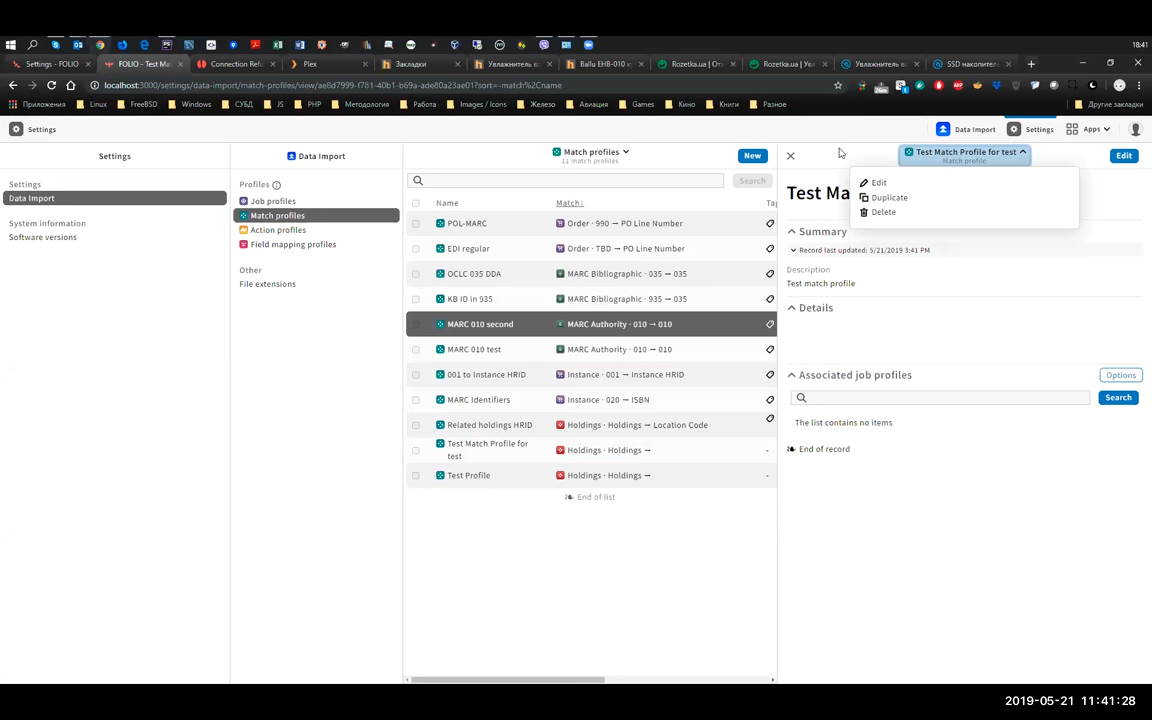 18:41
Settings - FOLIO
FOLIO - Test Ma
Connection Refu
Plex
Закладки
Увлажнитель во
Ballu EHB-010 ку
Rozetka.ua | От
Rozetka.ua | Ув
Увлажнитель во
SSD накопитель
localhost:3000/settings/data-import/match-profiles/view/ae6d7999-f781-40b1-b69a-ade80a23ae01?sort=-match%2Cname
Приложения
Linux
FreeBSD
Windows
СУБД
JS
PHP
Методология
Работа
Images / Icons
Железо
Авиация
Games
Кино
Книги
Разное
Другие закладки
Settings
Data Import
Settings
Apps
Settings
Data Import
Match profiles
11 match profiles
New
Test Match Profile for test
Match profile
Edit
Settings
Data Import
System information
Software versions
Profiles
Job profiles
Match profiles
Action profiles
Field mapping profiles
Other
File extensions
Search
Name
Match
Tag
POL-MARC
Order · 990 → PO Line Number
EDI regular
Order · TBD → PO Line Number
OCLC 035 DDA
MARC Bibliographic · 035 → 035
KB ID in 935
MARC Bibliographic · 935 → 035
MARC 010 second
MARC Authority · 010 → 010
MARC 010 test
MARC Authority · 010 → 010
001 to Instance HRID
Instance · 001 → Instance HRID
MARC Identifiers
Instance · 020 → ISBN
Related holdings HRID
Holdings · Holdings → Location Code
Test Match Profile for
test
Holdings · Holdings →
-
Test Profile
Holdings · Holdings →
-
End of list
Edit
Duplicate
Delete
Test Ma
Summary
Record last updated: 5/21/2019 3:41 PM
Description
Test match profile
Details
Associated job profiles
Options
Search
The list contains no items
End of record
2019-05-21 11:41:28